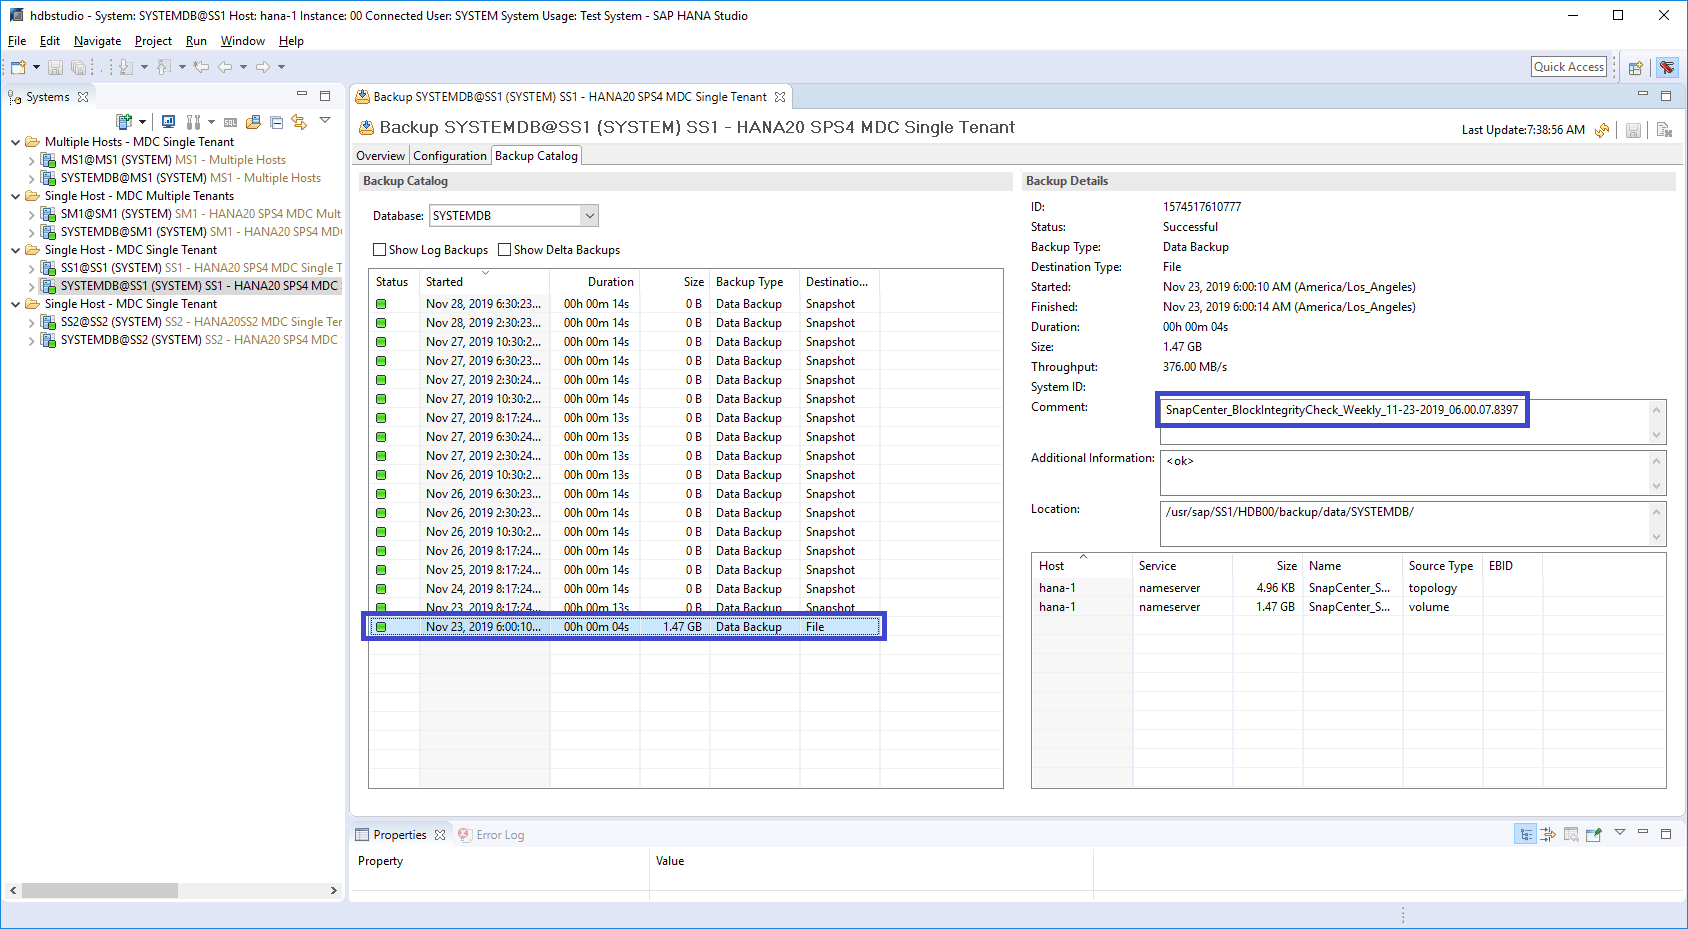 hdbstudio - System: SYSTEMDB@SS1 Host: hana-1 Instance: 00 Connected User: SYSTEM System Usage: Test System - SAP HANA Studio
File Edit Navigate Project Run Window Help
Quick Access
Systems
Multiple Hosts - MDC Single Tenant
MS1@MS1 (SYSTEM) MS1 - Multiple Hosts
SYSTEMDB@MS1 (SYSTEM) MS1 - Multiple Hosts
Single Host - MDC Multiple Tenants
SM1@SM1 (SYSTEM) SM1 - HANA20 SPS4 MDC Mult
SYSTEMDB@SM1 (SYSTEM) SM1 - HANA20 SPS4 MD
Single Host - MDC Single Tenant
SS1@SS1 (SYSTEM) SS1 - HANA20 SPS4 MDC Single T
SYSTEMDB@SS1 (SYSTEM) SS1 - HANA20 SPS4 MDC
Single Host - MDC Single Tenant
SS2@SS2 (SYSTEM) SS2 - HANA20SS2 MDC Single Ter
SYSTEMDB@SS2 (SYSTEM) SS2 - HANA20 SPS4 MDC
Backup SYSTEMDB@SS1 (SYSTEM) SS1 - HANA20 SPS4 MDC Single Tenant
Backup SYSTEMDB@SS1 (SYSTEM) SS1 - HANA20 SPS4 MDC Single Tenant
Last Update:7:38:56 AM
Overview Configuration Backup Catalog
Backup Catalog
Database: SYSTEMDB
Show Log Backups Show Delta Backups
Status Started Duration Size Backup Type Destinatio...
Nov 28, 2019 6:30:23... 00h 00m 14s 0 B Data Backup Snapshot
Nov 28, 2019 2:30:23... 00h 00m 14s 0 B Data Backup Snapshot
Nov 27, 2019 10:30:2... 00h 00m 14s 0 B Data Backup Snapshot
Nov 27, 2019 6:30:23... 00h 00m 14s 0 B Data Backup Snapshot
Nov 27, 2019 2:30:24... 00h 00m 14s 0 B Data Backup Snapshot
Nov 27, 2019 10:30:2... 00h 00m 14s 0 B Data Backup Snapshot
Nov 27, 2019 8:17:24... 00h 00m 14s 0 B Data Backup Snapshot
Nov 27, 2019 6:30:24... 00h 00m 13s 0 B Data Backup Snapshot
Nov 27, 2019 2:30:24... 00h 00m 13s 0 B Data Backup Snapshot
Nov 26, 2019 10:30:2... 00h 00m 13s 0 B Data Backup Snapshot
Nov 26, 2019 6:30:23... 00h 00m 14s 0 B Data Backup Snapshot
Nov 26, 2019 2:30:23... 00h 00m 14s 0 B Data Backup Snapshot
Nov 26, 2019 10:30:2... 00h 00m 14s 0 B Data Backup Snapshot
Nov 26, 2019 8:17:24... 00h 00m 14s 0 B Data Backup Snapshot
Nov 25, 2019 8:17:24... 00h 00m 14s 0 B Data Backup Snapshot
Nov 24, 2019 8:17:24... 00h 00m 14s 0 B Data Backup Snapshot
Nov 23, 2019 8:17:24... 00h 00m 13s 0 B Data Backup Snapshot
Nov 23, 2019 6:00:10... 00h 00m 04s 1.47 GB Data Backup File
Backup Details
ID: 1574517610777
Status: Successful
Backup Type: Data Backup
Destination Type: File
Started: Nov 23, 2019 6:00:10 AM (America/Los_Angeles)
Finished: Nov 23, 2019 6:00:14 AM (America/Los_Angeles)
Duration: 00h 00m 04s
Size: 1.47 GB
Throughput: 376.00 MB/s
System ID:
Comment: SnapCenter_BlockIntegrityCheck_Weekly_11-23-2019_06.00.07.8397
Additional Information: <ok>
Location: /usr/sap/SS1/HDB00/backup/data/SYSTEMDB/
Host Service Size Name Source Type EBID
hana-1 nameserver 4.96 KB SnapCenter_S... topology
hana-1 nameserver 1.47 GB SnapCenter_S... volume
Properties Error Log
Property Value